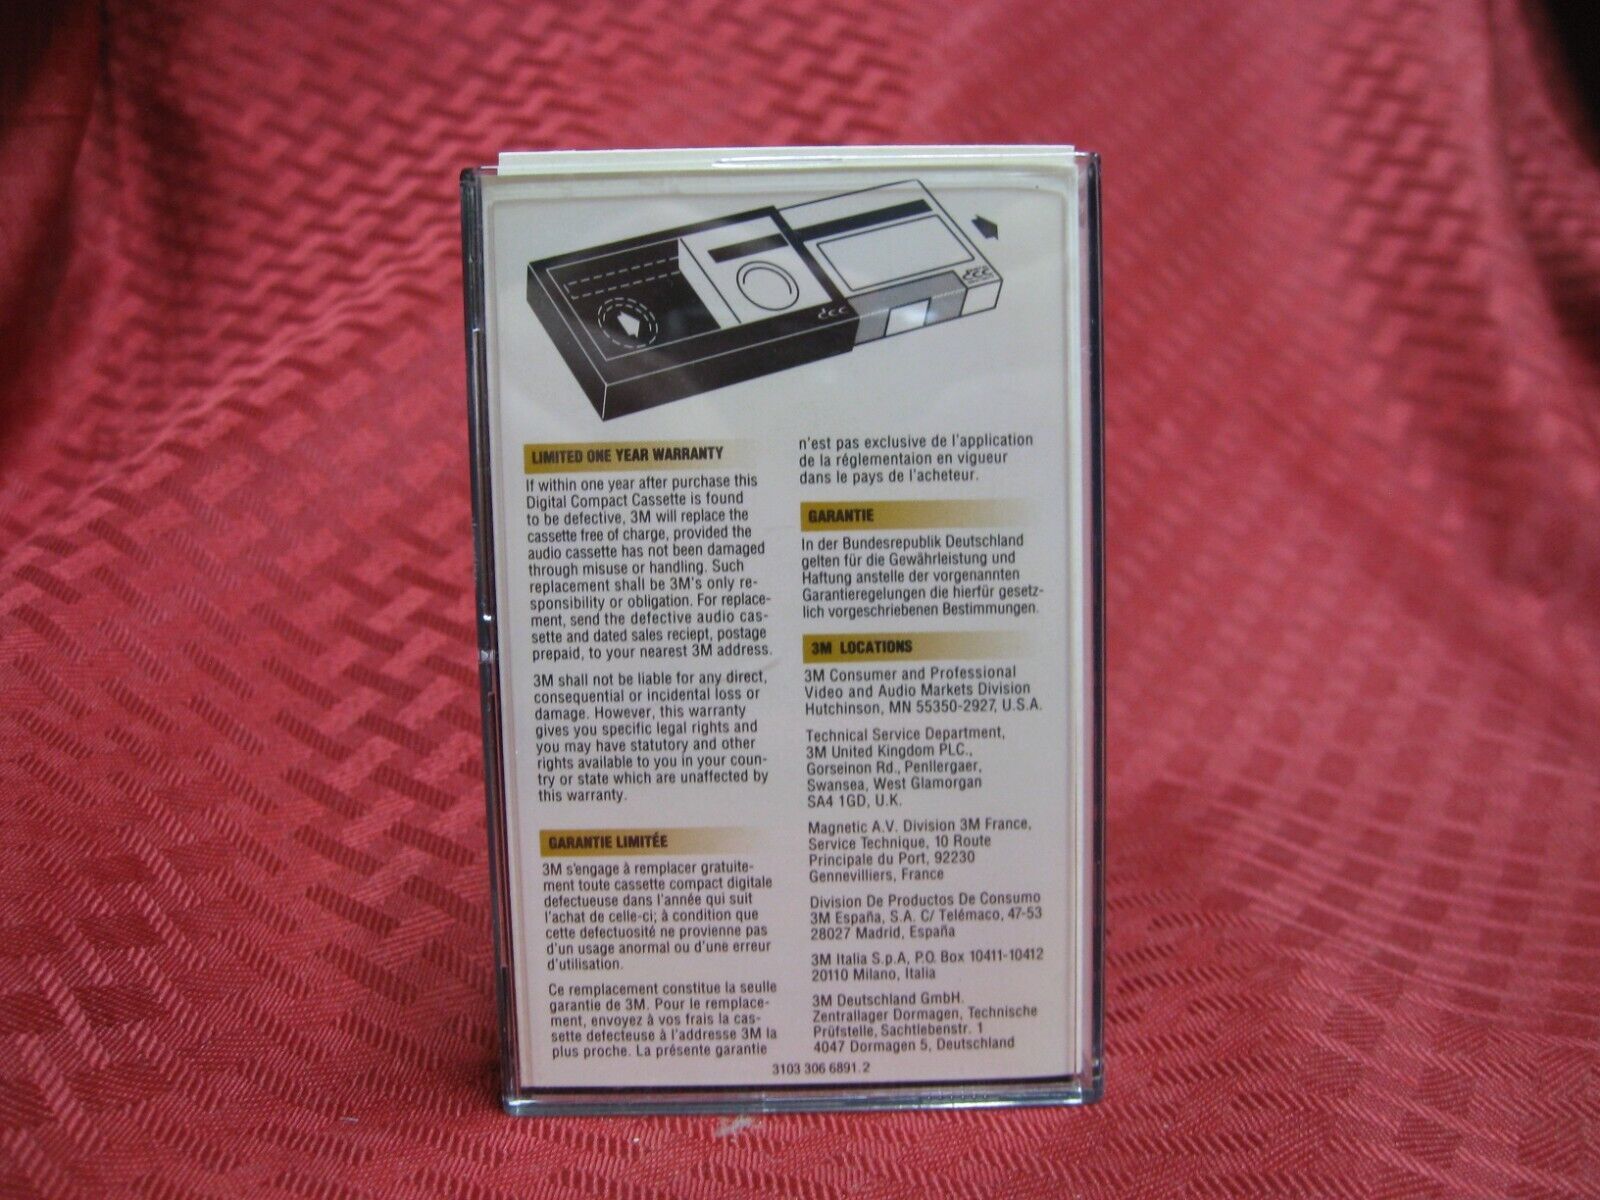 dcc
dcc
LIMITED ONE YEAR WARRANTY
If within one year after purchase this
Digital Compact Cassette is found
to be defective, 3M will replace the
cassette free of charge, provided the
audio cassette has not been damaged
through misuse or handling. Such
replacement shall be 3M's only re-
sponsibility or obligation. For replace-
ment, send the defective audio cas-
sette and dated sales reciept, postage
prepaid, to your nearest 3M address.
3M shall not be liable for any direct,
consequential or incidental loss or
damage. However, this warranty
gives you specific legal rights and
you may have statutory and other
rights available to you in your coun-
try or state which are unaffected by
this warranty.
GARANTIE LIMITÉE
3M s'engage à remplacer gratuite-
ment toute cassette compact digitale
defectueuse dans l'année qui suit
l'achat de celle-ci; à condition que
cette defectuosité ne provienne pas
d'un usage anormal ou d'une erreur
d'utilisation.
Ce remplacement constitue la seulle
garantie de 3M. Pour le remplace-
ment, envoyez à vos frais la cas-
sette defecteuse à l'addresse 3M la
plus proche. La présente garantie
n'est pas exclusive de l'application
de la réglementaion en vigueur
dans le pays de l'acheteur.
GARANTIE
In der Bundesrepublik Deutschland
gelten für die Gewährleistung und
Haftung anstelle der vorgenannten
Garantieregelungen die hierfür gesetz-
lich vorgeschriebenen Bestimmungen.
3M LOCATIONS
3M Consumer and Professional
Video and Audio Markets Division
Hutchinson, MN 55350-2927, U.S.A.
Technical Service Department,
3M United Kingdom PLC.,
Gorseinon Rd., Penllergaer,
Swansea, West Glamorgan
SA4 1GD, U.K.
Magnetic A.V. Division 3M France,
Service Technique, 10 Route
Principale du Port, 92230
Gennevilliers, France
Division De Productos De Consumo
3M España, S.A. C/ Telémaco, 47-53
28027 Madrid, España
3M Italia S.p.A, P.O. Box 10411-10412
20110 Milano, Italia
3M Deutschland GmbH.
Zentrallager Dormagen, Technische
Prüfstelle, Sachtlebenstr. 1
4047 Dormagen 5, Deutschland
3103 306 6891.2